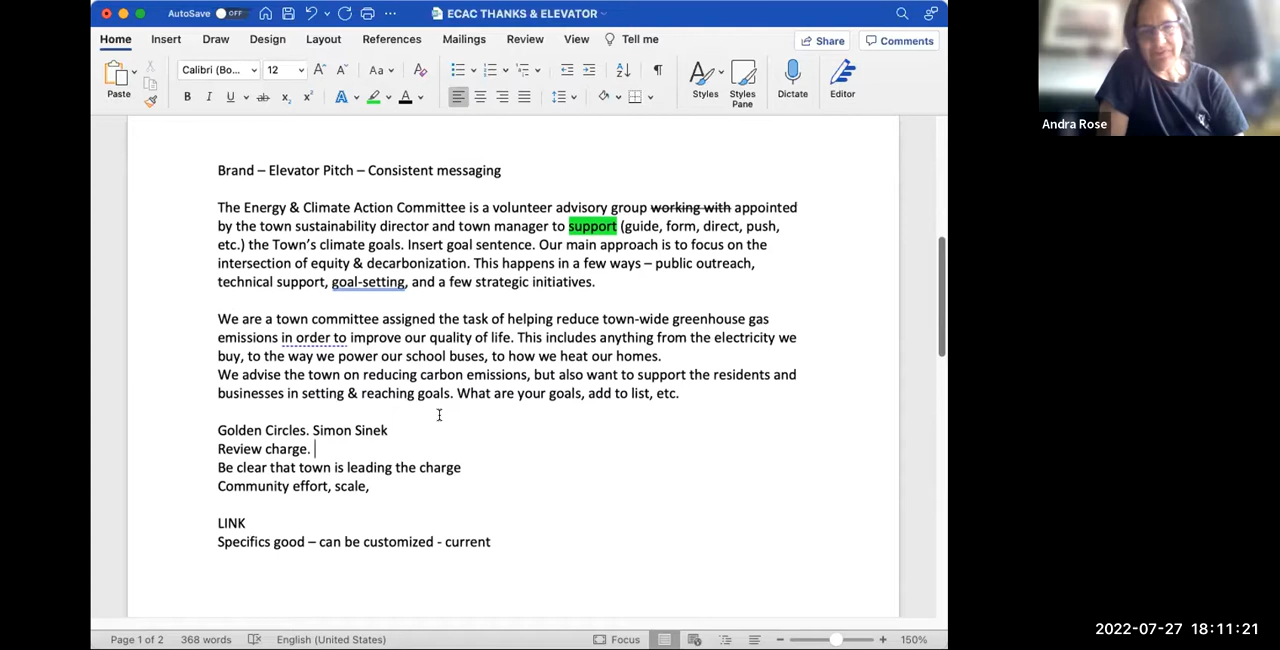 AutoSave OFF
ECAC THANKS & ELEVATOR
Home Insert Draw Design Layout References Mailings Review View Tell me Share Comments
Paste
Calibri (Bo... 12
Styles
Styles Pane
Dictate
Editor
Andra Rose
Brand – Elevator Pitch – Consistent messaging
The Energy & Climate Action Committee is a volunteer advisory group working with appointed
by the town sustainability director and town manager to support (guide, form, direct, push,
etc.) the Town's climate goals. Insert goal sentence. Our main approach is to focus on the
intersection of equity & decarbonization. This happens in a few ways – public outreach,
technical support, goal-setting, and a few strategic initiatives.
We are a town committee assigned the task of helping reduce town-wide greenhouse gas
emissions in order to improve our quality of life. This includes anything from the electricity we
buy, to the way we power our school buses, to how we heat our homes.
We advise the town on reducing carbon emissions, but also want to support the residents and
businesses in setting & reaching goals. What are your goals, add to list, etc.
Golden Circles. Simon Sinek
Review charge.
Be clear that town is leading the charge
Community effort, scale,
LINK
Specifics good – can be customized - current
Page 1 of 2 368 words English (United States) Focus 150%
2022-07-27 18:11:21